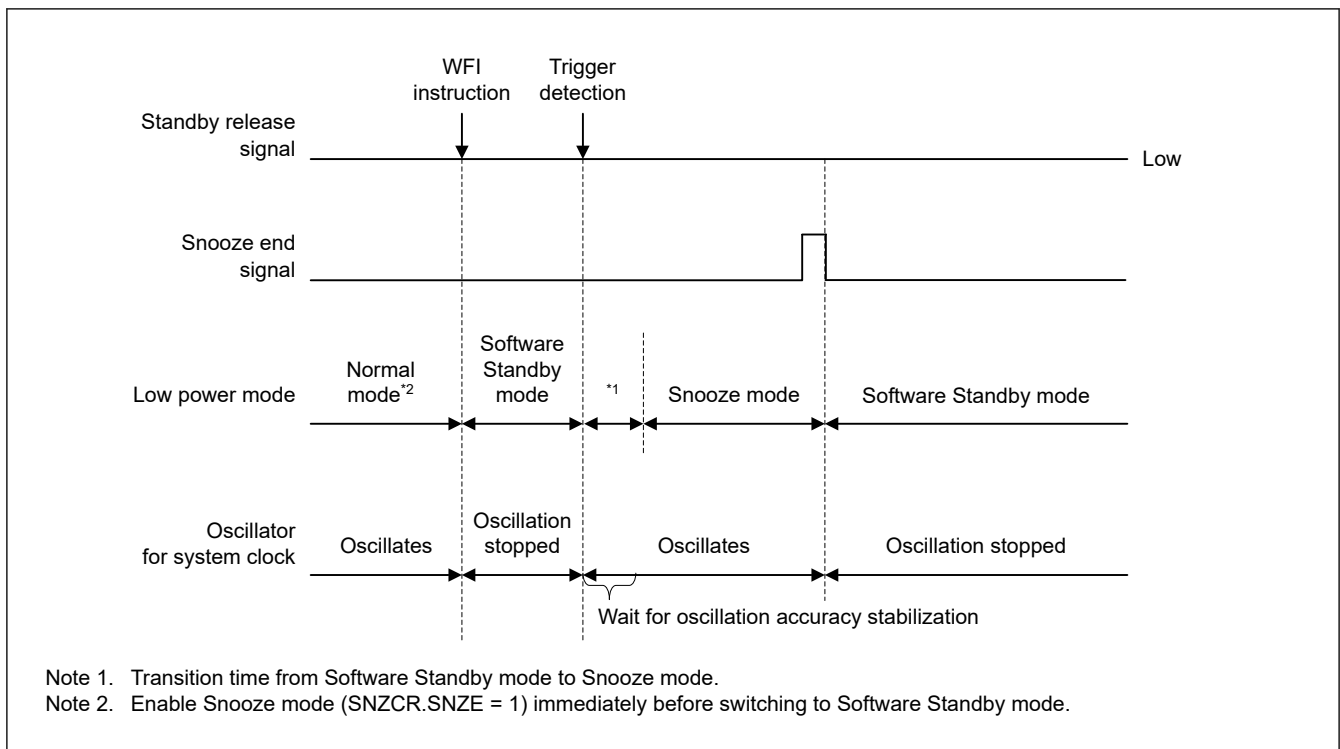 WFI
instruction
Trigger
detection
Standby release
signal
Low
Snooze end
signal
Low power mode
Normal
mode*2
Software
Standby
mode
*1
Snooze mode
Software Standby mode
Oscillator
for system clock
Oscillates
Oscillation
stopped
Oscillates
Oscillation stopped
Wait for oscillation accuracy stabilization
Note 1. Transition time from Software Standby mode to Snooze mode.
Note 2. Enable Snooze mode (SNZCR.SNZE = 1) immediately before switching to Software Standby mode.